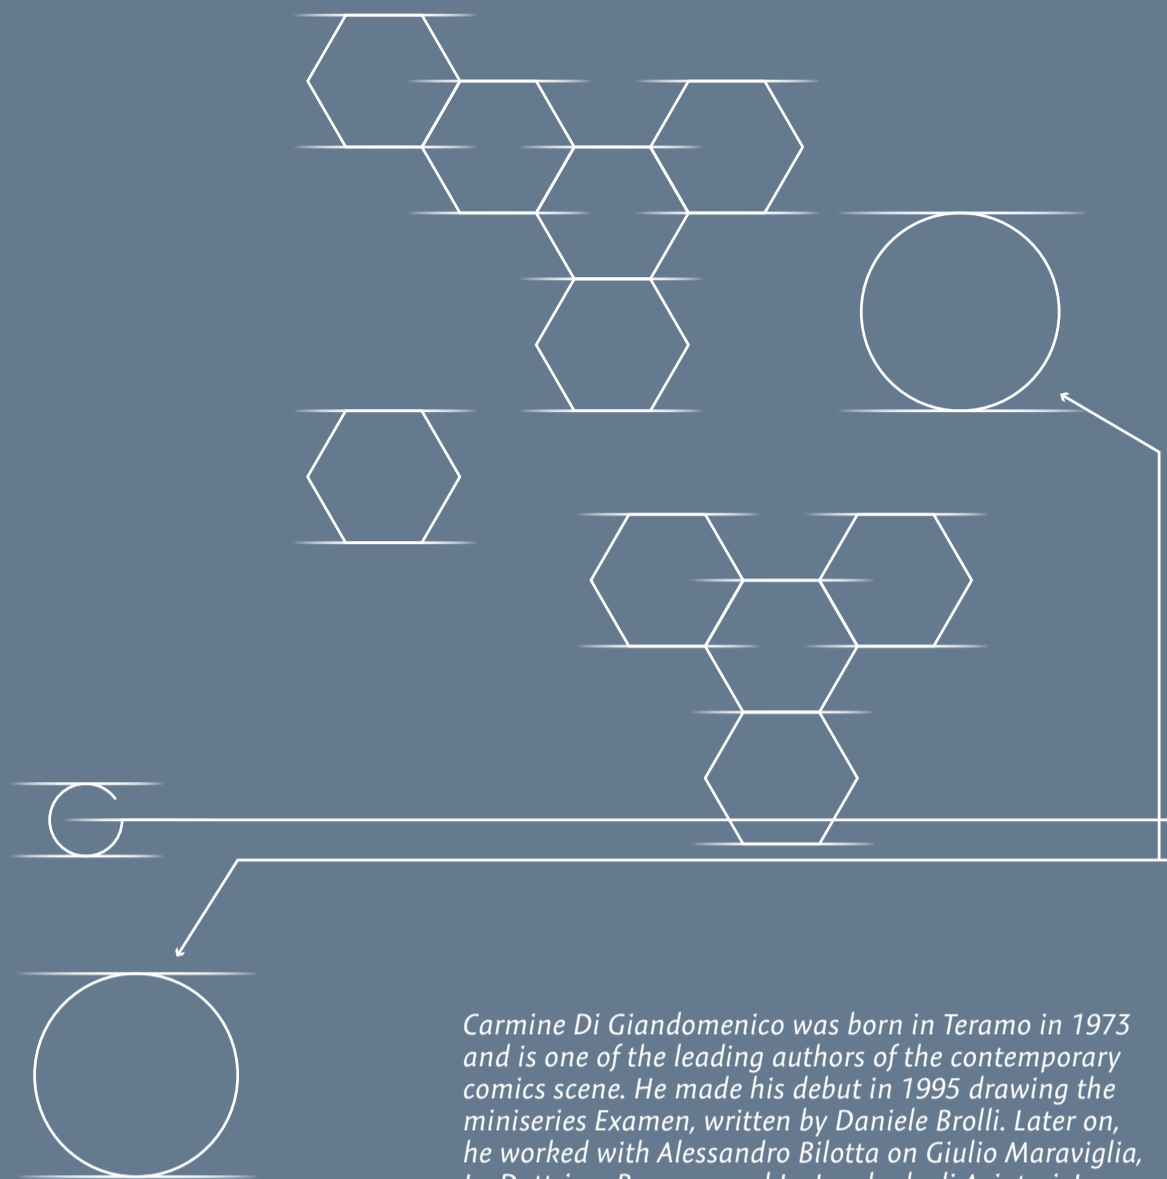 Carmine Di Giandomenico was born in Teramo in 1973
and is one of the leading authors of the contemporary
comics scene. He made his debut in 1995 drawing the
miniseries Examen, written by Daniele Brolli. Later on,
he worked with Alessandro Bilotta on Giulio Maraviglia,